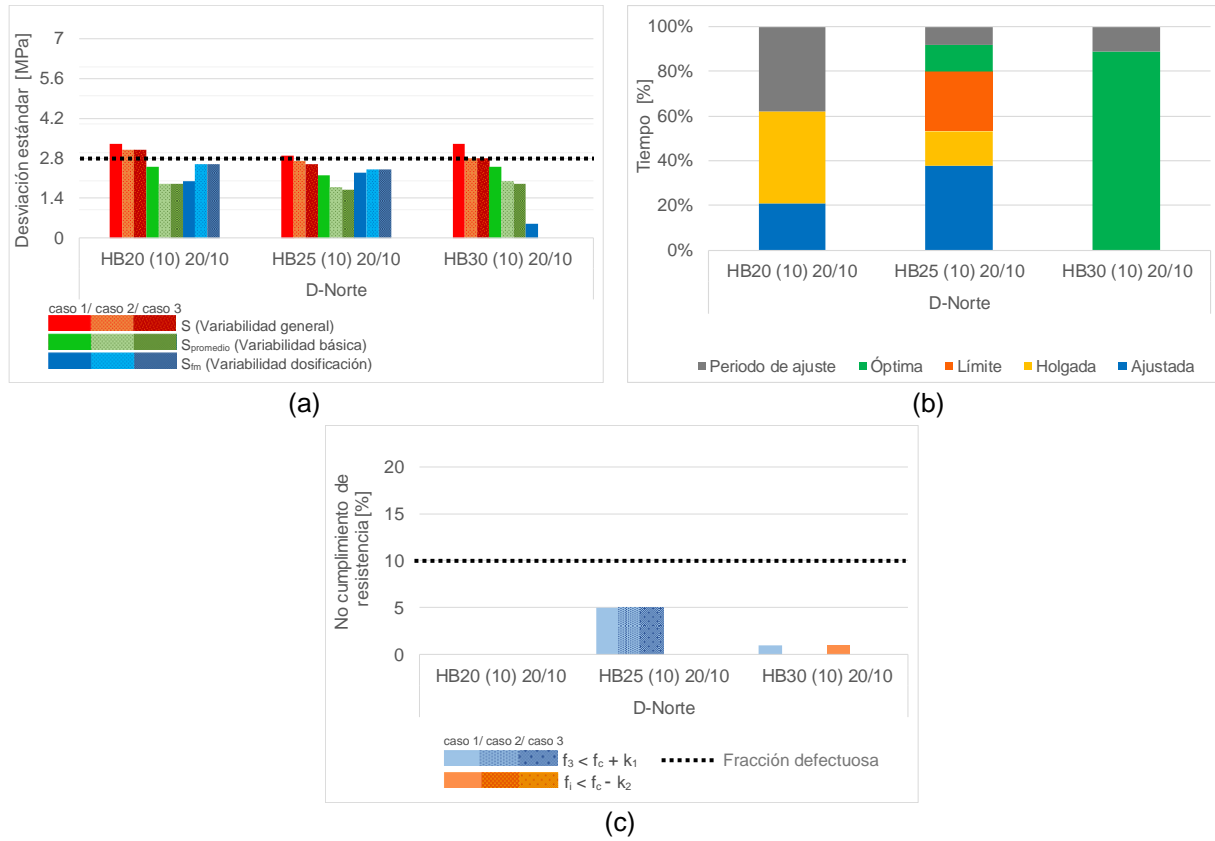 Desviación estándar [MPa]
7
5.6
4.2
2.8
1.4
0
HB20 (10) 20/10 HB25 (10) 20/10 HB30 (10) 20/10
D-Norte
caso 1/ caso 2/ caso 3
S (Variabilidad general)
Spromedio (Variabilidad básica)
Sfm (Variabilidad dosificación)
(a)
Tiempo [%]
100%
80%
60%
40%
20%
0%
HB20 (10) 20/10 HB25 (10) 20/10 HB30 (10) 20/10
D-Norte
Periodo de ajuste Óptima Límite Holgada Ajustada
(b)
No cumplimiento de
resistencia [%]
20
15
10
5
0
HB20 (10) 20/10 HB25 (10) 20/10 HB30 (10) 20/10
D-Norte
caso 1/ caso 2/ caso 3
f3 < fc + k1
fi < fc - k2
Fracción defectuosa
(c)